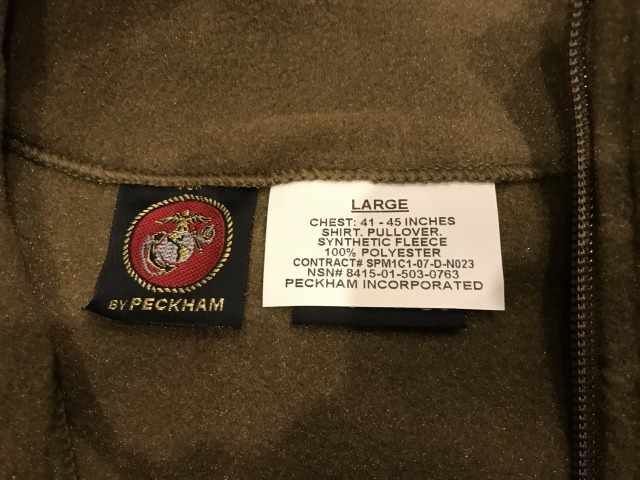 BY PECKHAM
LARGE
CHEST: 41 - 45 INCHES
SHIRT. PULLOVER.
SYNTHETIC FLEECE
100% POLYESTER
CONTRACT# SPM1C1-07-D-N023
NSN# 8415-01-503-0763
PECKHAM INCORPORATED